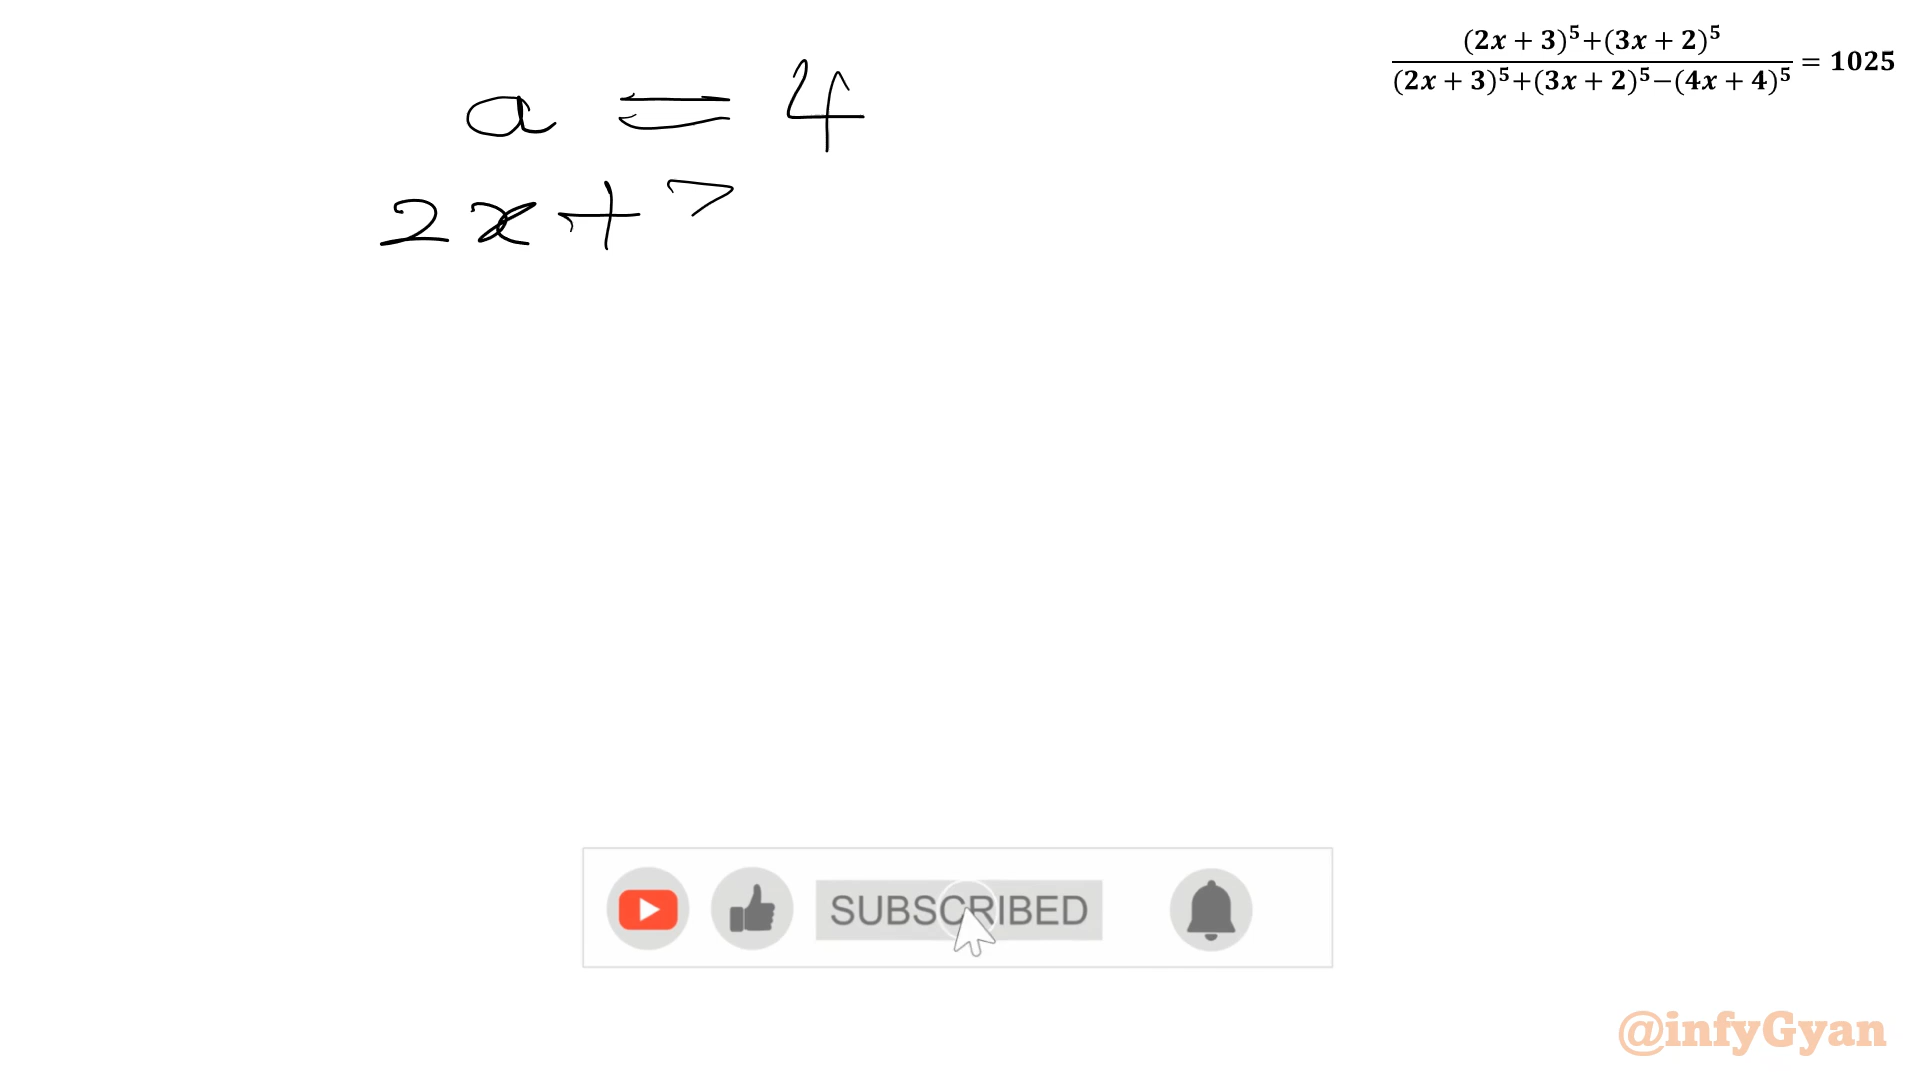 (2x + 3)⁵+(3x + 2)⁵
/(2x + 3)⁵+(3x + 2)⁵−(4x + 4)⁵ = 1025
a = 4
2x +
SUBSCRIBED
@infyGyan